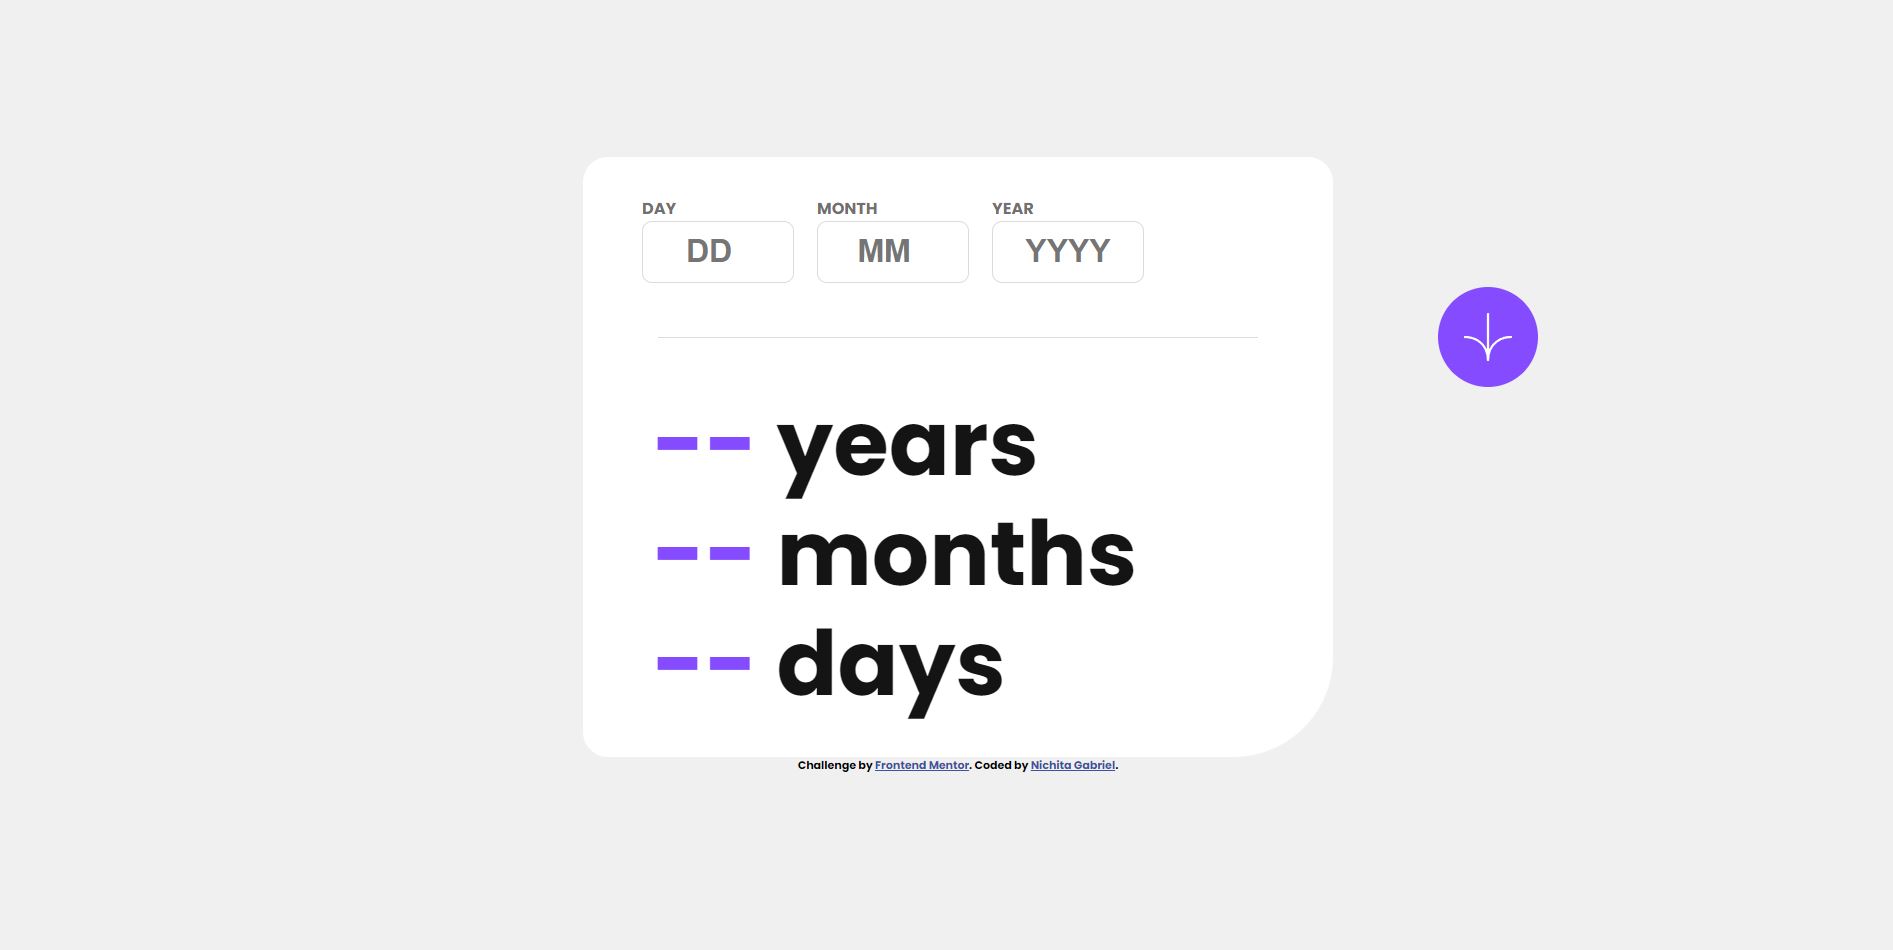 DAY MONTH YEAR
DD MM YYYY
-- years
-- months
-- days
Challenge by Frontend Mentor. Coded by Nichita Gabriel.